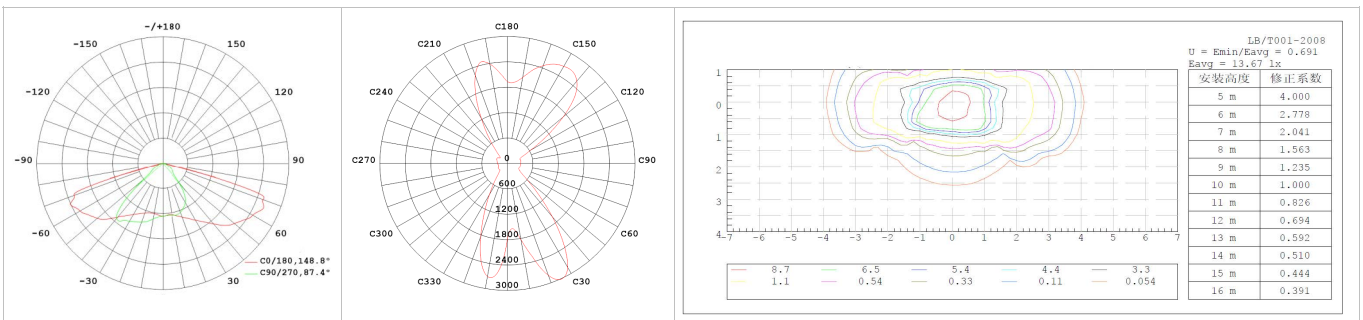 -/+180
-150
150
-120
120
-90
90
-60
60
-30
30
C0/180,148.8°
C90/270,87.4°
C180
C210
C150
C240
C120
C270
C90
C300
C60
C330
C30
0
600
1200
1800
2400
3000
LB/T001-2008
U = Emin/Eavg = 0.691
Eavg = 13.67 lx
安装高度 修正系数
5 m 4.000
6 m 2.778
7 m 2.041
8 m 1.563
9 m 1.235
10 m 1.000
11 m 0.826
12 m 0.694
13 m 0.592
14 m 0.510
15 m 0.444
16 m 0.391
1
0
1
2
3
4
-7 -6 -5 -4 -3 -2 -1 0 1 2 3 4 5 6 7
8.7 6.5 5.4 4.4 3.3
1.1 0.54 0.33 0.11 0.054